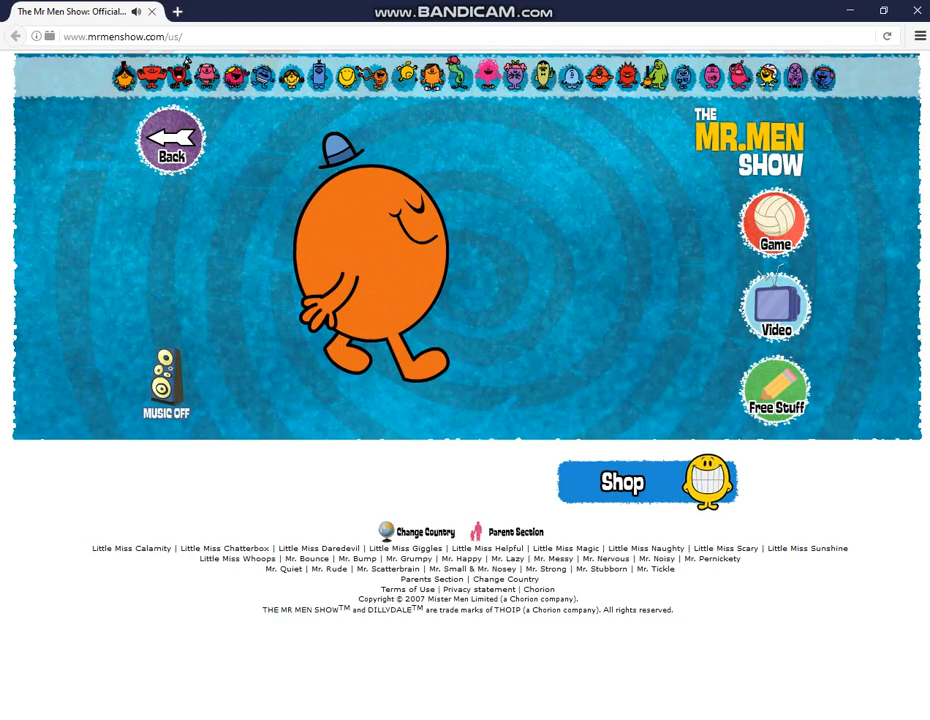 www.BANDICAM.com
The Mr Men Show: Official...
www.mrmenshow.com/us/
Back
THE
MR.MEN
SHOW
Game
Video
MUSIC OFF
Free Stuff
Shop
Change Country
Parent Section
Little Miss Calamity | Little Miss Chatterbox | Little Miss Daredevil | Little Miss Giggles | Little Miss Helpful | Little Miss Magic | Little Miss Naughty | Little Miss Scary | Little Miss Sunshine
Little Miss Whoops | Mr. Bounce | Mr. Bump | Mr. Grumpy | Mr. Happy | Mr. Lazy | Mr. Messy | Mr. Nervous | Mr. Noisy | Mr. Pernickety
Mr. Quiet | Mr. Rude | Mr. Scatterbrain | Mr. Small & Mr. Nosey | Mr. Strong | Mr. Stubborn | Mr. Tickle
Parents Section | Change Country
Terms of Use | Privacy statement | Chorion
Copyright © 2007 Mister Men Limited (a Chorion company).
THE MR MEN SHOW™ and DILLYDALE™ are trade marks of THOIP (a Chorion company). All rights reserved.